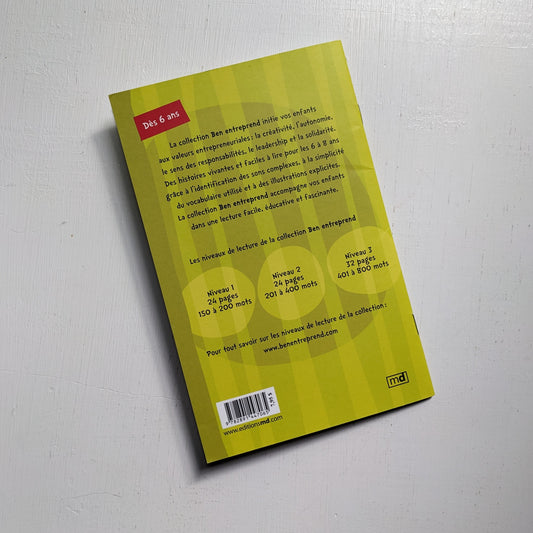 Dès 6 ans
La collection Ben entreprend initie vos enfants
aux valeurs entrepreneuriales : la créativité, l'autonomie,
le sens des responsabilités, le leadership et la solidarité.
Des histoires vivantes et faciles à lire pour les 6 à 8 ans
grâce à l'identification des sons complexes, à la simplicité
du vocabulaire utilisé et à des illustrations explicites.
La collection Ben entreprend accompagne vos enfants
dans une lecture facile, éducative et fascinante.
Les niveaux de lecture de la collection Ben entreprend
Niveau 1
24 pages
150 à 200 mots
Niveau 2
24 pages
201 à 400 mots
Niveau 3
32 pages
401 à 800 mots
Pour tout savoir sur les niveaux de lecture de la collection :
www.benentreprend.com
md
www.editionsmd.com